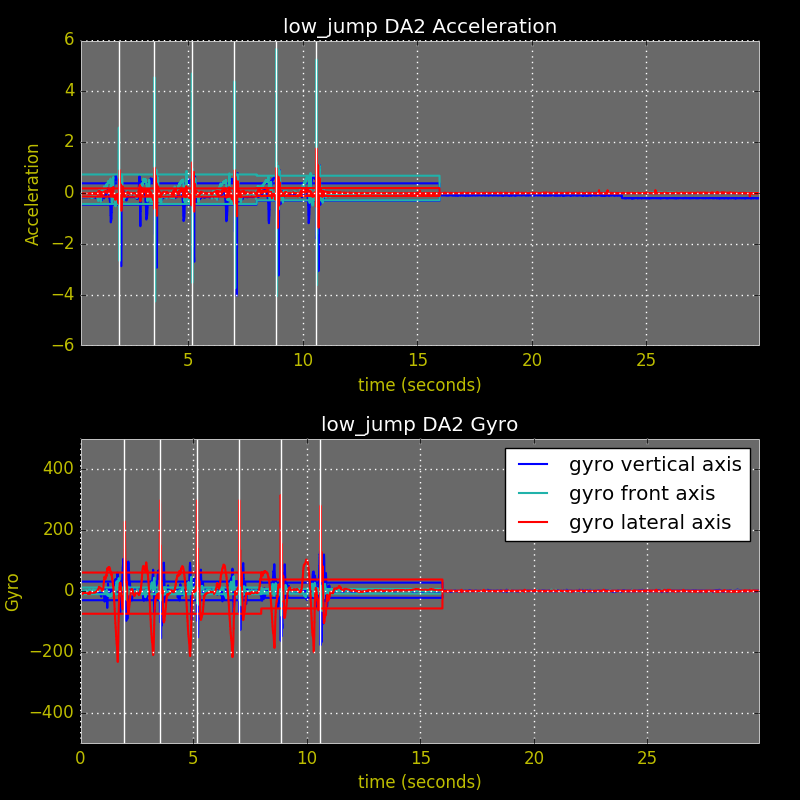 low_jump DA2 Acceleration
6
4
2
0
−2
−4
−6
Acceleration
5
10
15
20
25
time (seconds)
low_jump DA2 Gyro
400
200
0
−200
−400
Gyro
gyro vertical axis
gyro front axis
gyro lateral axis
0
5
10
15
20
25
time (seconds)